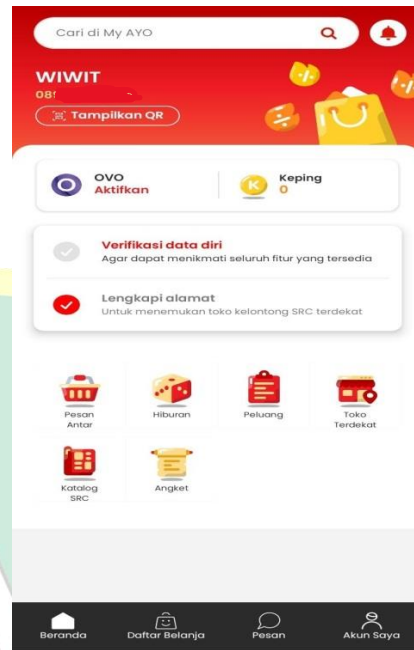 Cari di My AYO
WIWIT
Tampilkan QR
OVO
Aktifkan
K
Keping
0
Verifikasi data diri
Agar dapat menikmati seluruh fitur yang tersedia
Lengkapi alamat
Untuk menemukan toko kelontong SRC terdekat
Pesan
Antar
Hiburan
Peluang
Toko
Terdekat
Katalog
SRC
Angket
Beranda
Daftar Belanja
Pesan
Akun Saya